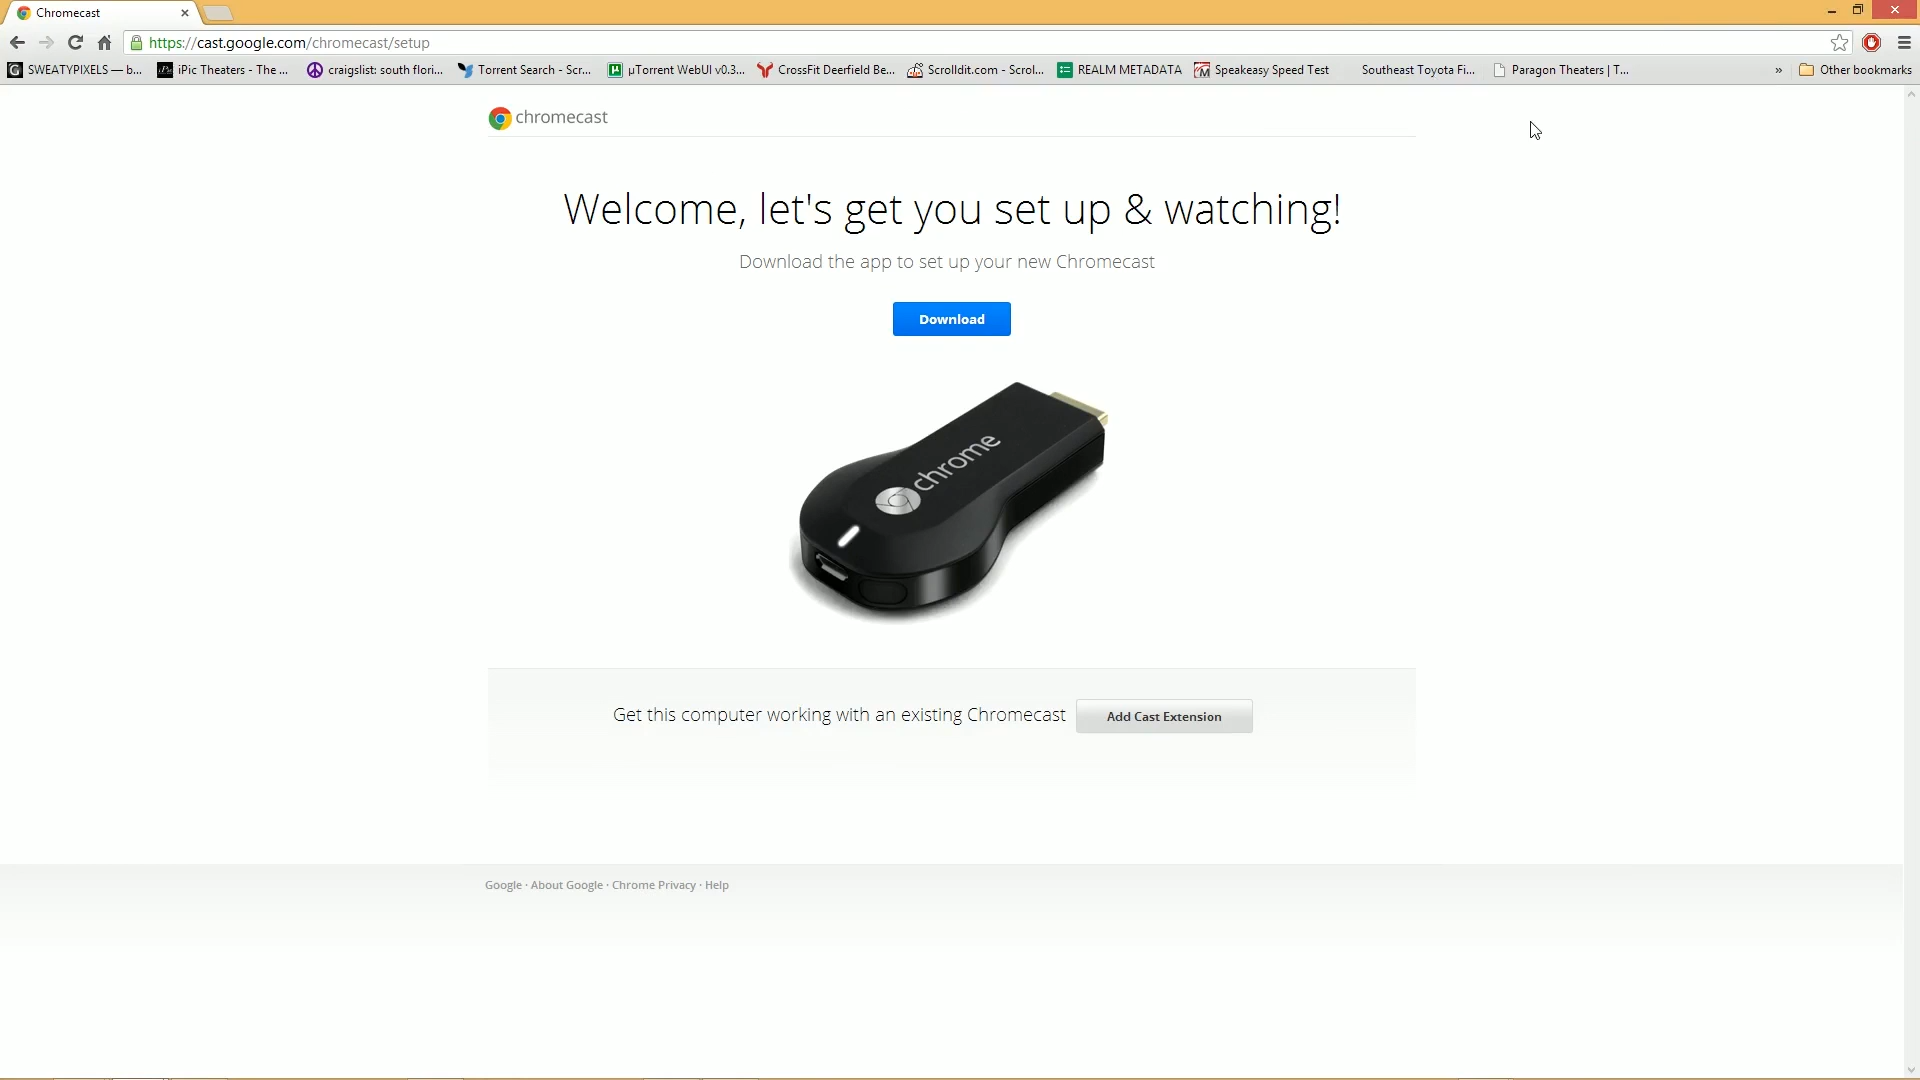 Chromecast
https://cast.google.com/chromecast/setup
SWEATYPIXELS — b... iPic Theaters - The ... craigslist: south flori... Torrent Search - Scr... µTorrent WebUI v0.3... CrossFit Deerfield Be... Scrolldit.com - Scrol... REALM METADATA Speakeasy Speed Test Southeast Toyota Fi... Paragon Theaters | T... » Other bookmarks
chromecast
Welcome, let's get you set up & watching!
Download the app to set up your new Chromecast
Download
chrome
Get this computer working with an existing Chromecast Add Cast Extension
Google · About Google · Chrome Privacy · Help